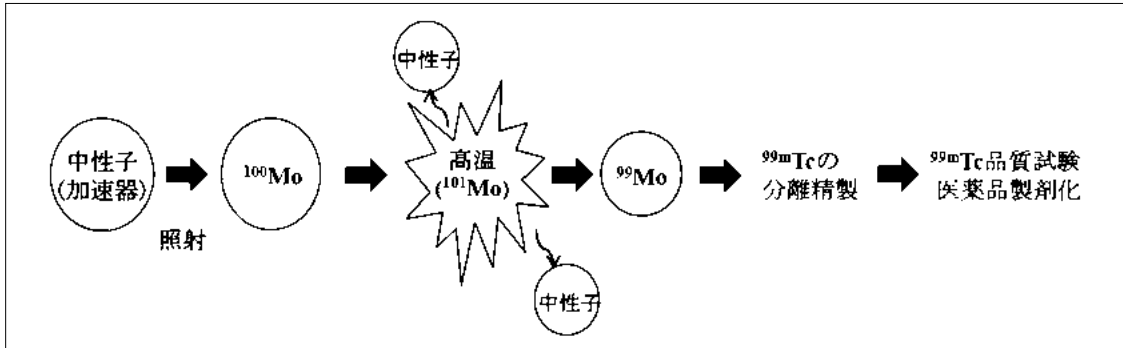 中性子
中性子
(加速器)
照射
¹⁰⁰Mo
高温
(¹⁰¹Mo)
中性子
⁹⁹Mo
⁹⁹ᵐTcの
分離精製
⁹⁹ᵐTc品質試験
医薬品製剤化